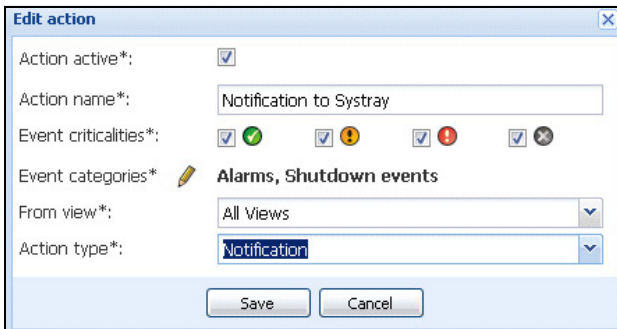 Edit action
Action active*:
Action name*: Notification to Systray
Event criticalities*:
Event categories* Alarms, Shutdown events
From view*: All Views
Action type*: Notification
Save Cancel